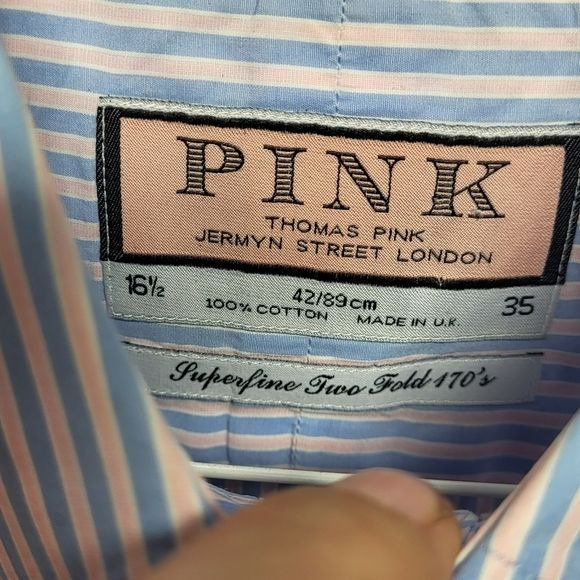 PINK
THOMAS PINK
JERMYN STREET LONDON
16½ 42/89cm 35
100% COTTON MADE IN U.K.
Superfine Two Fold 170's